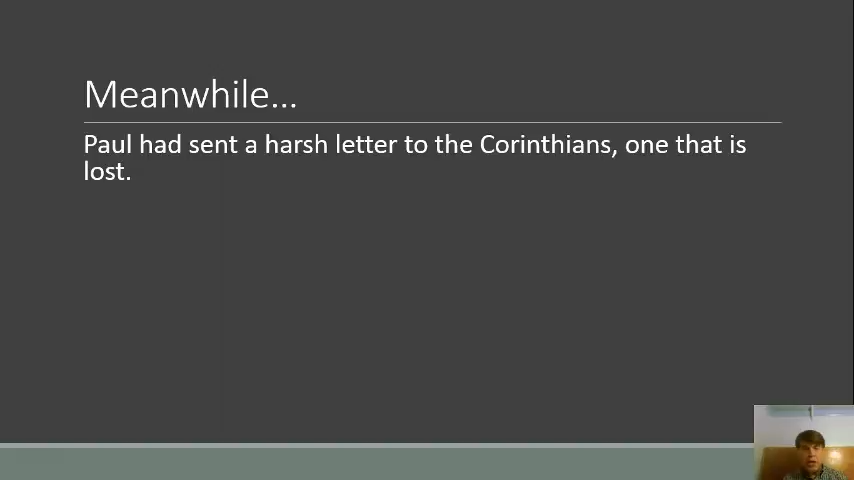 Meanwhile...
Paul had sent a harsh letter to the Corinthians, one that is
lost.